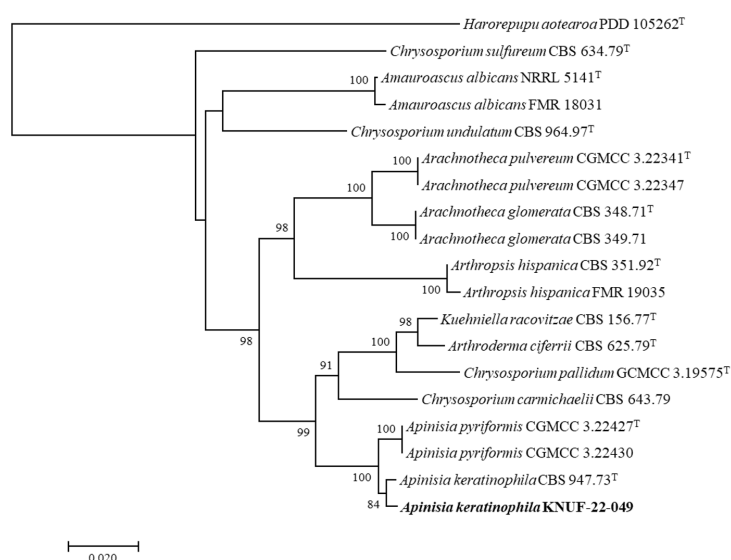 Harorepupu aotearoa PDD 105262T
Chrysosporium sulfureum CBS 634.79T
100 Amauroascus albicans NRRL 5141T
Amauroascus albicans FMR 18031
Chrysosporium undulatum CBS 964.97T
100 Arachnotheca pulvereum CGMCC 3.22341T
Arachnotheca pulvereum CGMCC 3.22347
100
Arachnotheca glomerata CBS 348.71T
98
100 Arachnotheca glomerata CBS 349.71
Arthropsis hispanica CBS 351.92T
100 Arthropsis hispanica FMR 19035
98 Kuehniella racovitzae CBS 156.77T
98
100 Arthroderma ciferrii CBS 625.79T
91 Chrysosporium pallidum GCMCC 3.19575T
Chrysosporium carmichaelii CBS 643.79
99
100 Apinisia pyriformis CGMCC 3.22427T
Apinisia pyriformis CGMCC 3.22430
100 Apinisia keratinophila CBS 947.73T
84 Apinisia keratinophila KNUF-22-049
0.020